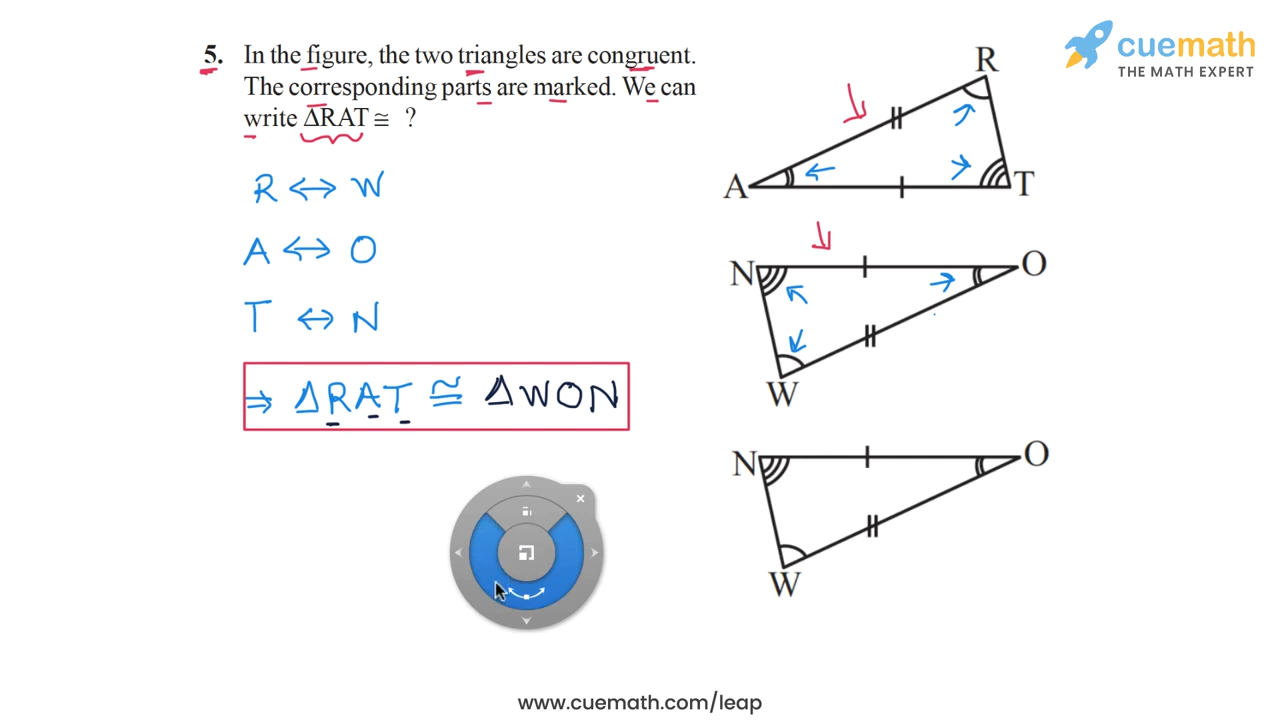 cuemath
THE MATH EXPERT
5. In the figure, the two triangles are congruent.
The corresponding parts are marked. We can
write ΔRAT ≅ ?
R ↔ W
A ↔ O
T ↔ N
⇒ ΔRAT ≅ ΔWON
R
A
T
N
O
W
N
O
W
www.cuemath.com/leap